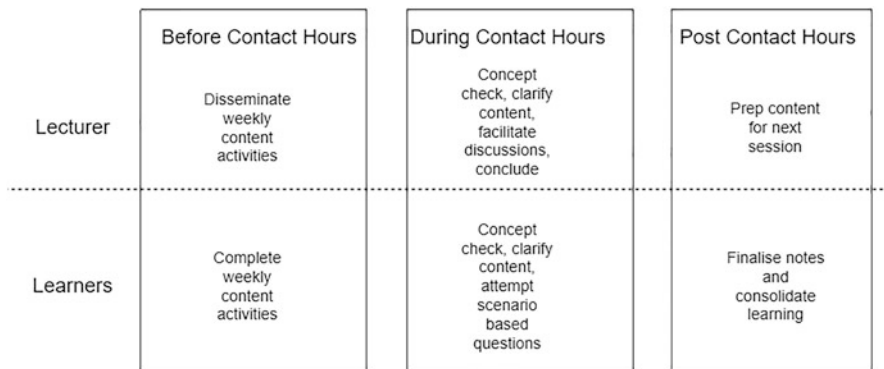 Before Contact Hours
During Contact Hours
Post Contact Hours
Lecturer
Disseminate
weekly
content
activities
Concept
check, clarify
content,
facilitate
discussions,
conclude
Prep content
for next
session
Learners
Complete
weekly
content
activities
Concept
check, clarify
content,
attempt
scenario
based
questions
Finalise notes
and
consolidate
learning